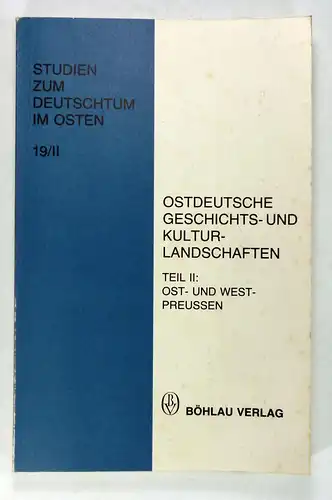 STUDIEN
ZUM
DEUTSCHTUM
IM OSTEN
19/II
OSTDEUTSCHE
GESCHICHTS- UND
KULTUR-
LANDSCHAFTEN
TEIL II:
OST- UND WEST-
PREUSSEN
BV
BÖHLAU VERLAG